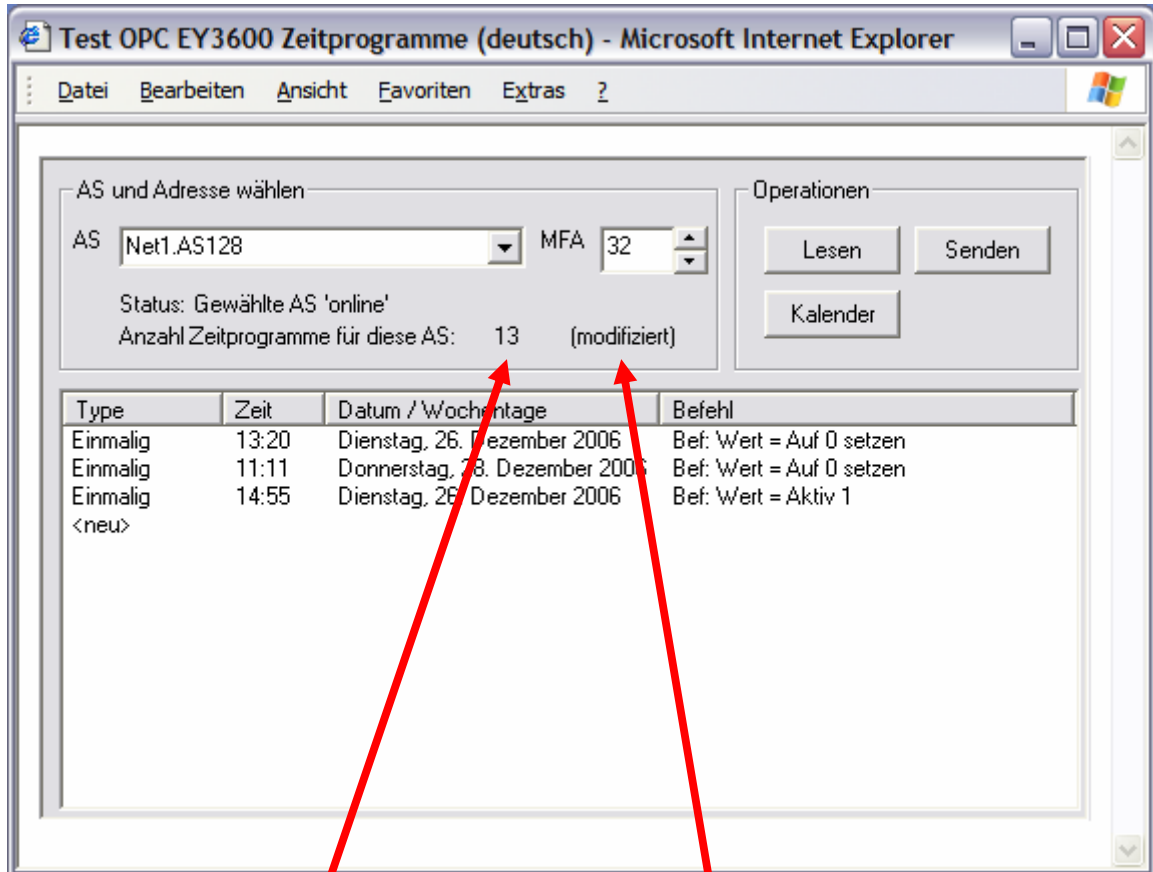 Test OPC EY3600 Zeitprogramme (deutsch) - Microsoft Internet Explorer
Datei Bearbeiten Ansicht Favoriten Extras ?
AS und Adresse wählen
AS Net1.AS128 MFA 32
Status: Gewählte AS 'online'
Anzahl Zeitprogramme für diese AS: 13 (modifiziert)
Operationen
Lesen Senden
Kalender
Type Zeit Datum / Wochentage Befehl
Einmalig 13:20 Dienstag, 26. Dezember 2006 Bef: Wert = Auf 0 setzen
Einmalig 11:11 Donnerstag, 28. Dezember 2006 Bef: Wert = Auf 0 setzen
Einmalig 14:55 Dienstag, 26. Dezember 2006 Bef: Wert = Aktiv 1
<neu>